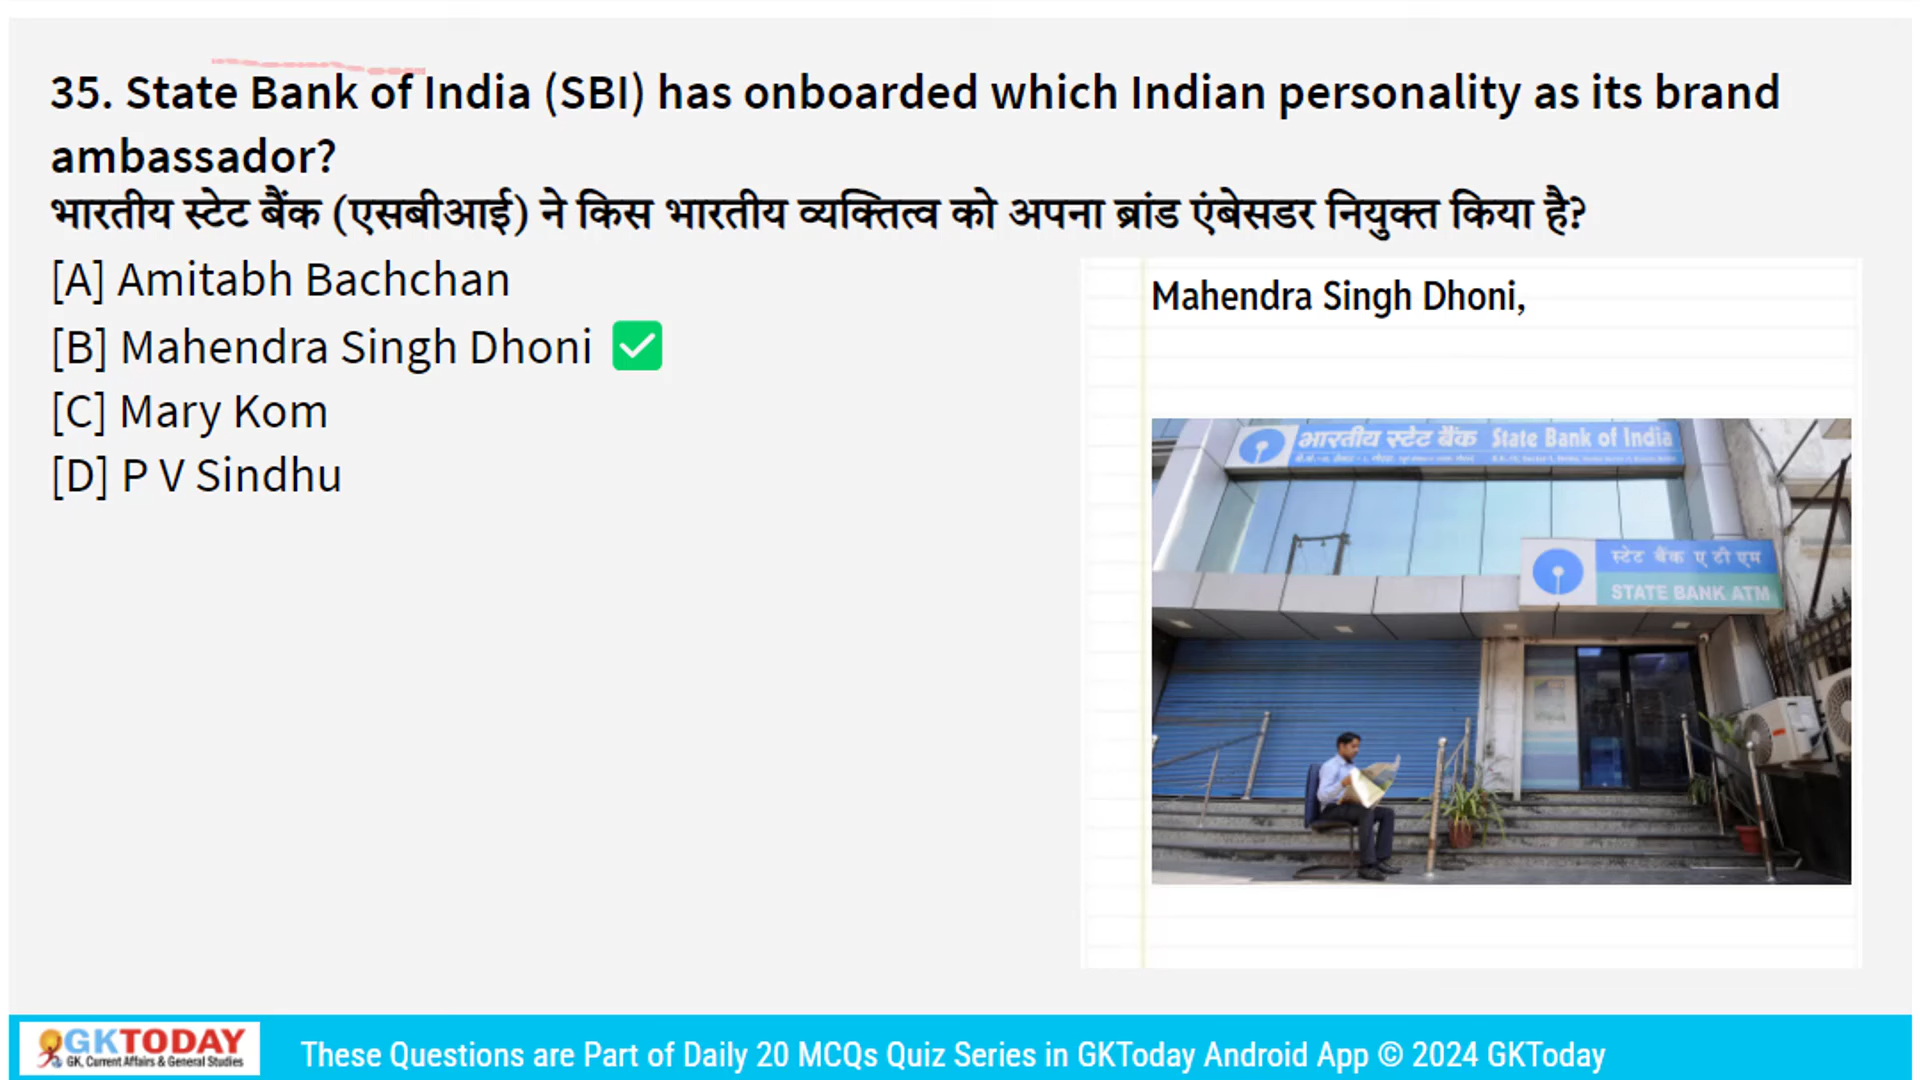 35. State Bank of India (SBI) has onboarded which Indian personality as its brand
ambassador?
भारतीय स्टेट बैंक (एसबीआई) ने किस भारतीय व्यक्तित्व को अपना ब्रांड एंबेसडर नियुक्त किया है?
[A] Amitabh Bachchan
[B] Mahendra Singh Dhoni
[C] Mary Kom
[D] P V Sindhu
Mahendra Singh Dhoni,
भारतीय स्टेट बैंक State Bank of India
स्टेट बैंक ए टी एम
STATE BANK ATM
GKTODAY
GK, Current Affairs & General Studies
These Questions are Part of Daily 20 MCQs Quiz Series in GKToday Android App © 2024 GKToday